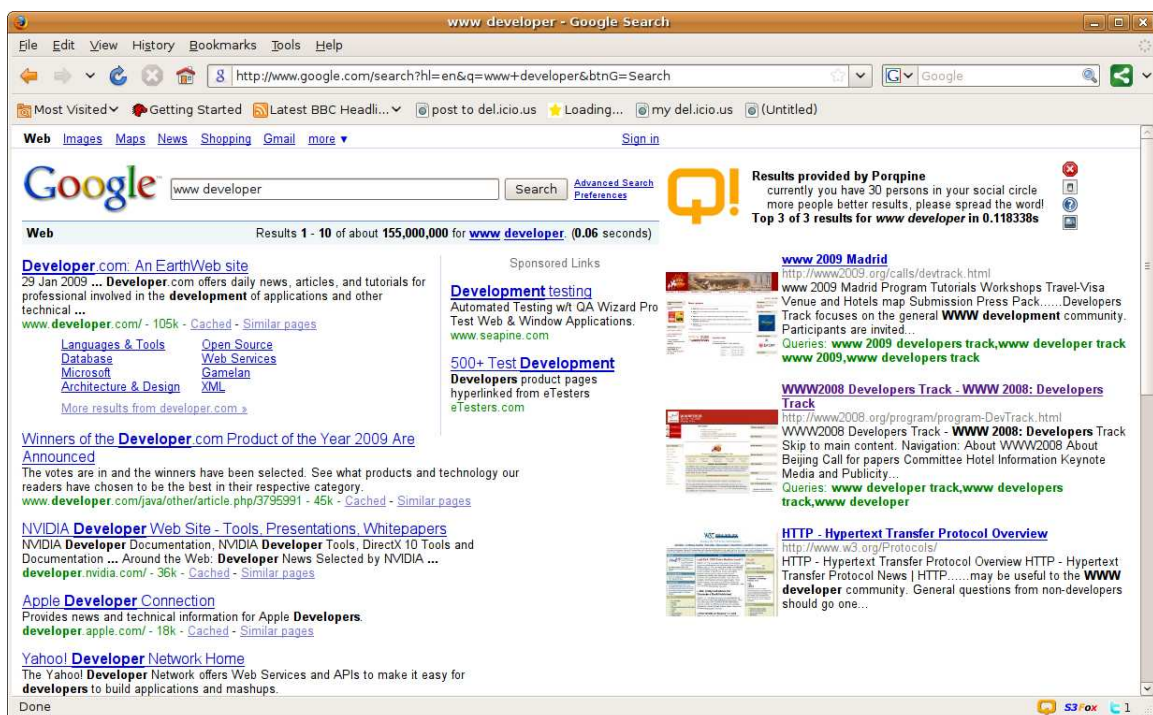 www developer - Google Search
File Edit View History Bookmarks Tools Help
http://www.google.com/search?hl=en&q=www+developer&btnG=Search
Google
Most Visited Getting Started Latest BBC Headli... post to del.icio.us Loading... my del.icio.us (Untitled)
Web Images Maps News Shopping Gmail more ▼ Sign in
Google™ www developer Search Advanced Search
Preferences
Web Results 1 - 10 of about 155,000,000 for www developer. (0.06 seconds)
Developer.com: An EarthWeb site
29 Jan 2009 ... Developer.com offers daily news, articles, and tutorials for
professional involved in the development of applications and other
technical ...
www.developer.com/ - 105k - Cached - Similar pages
Languages & Tools Open Source
Database Web Services
Microsoft Gamelan
Architecture & Design XML
More results from developer.com »
Winners of the Developer.com Product of the Year 2009 Are
Announced
The votes are in and the winners have been selected. See what products and technology our
readers have chosen to be the best in their respective category.
www.developer.com/java/other/article.php/3795991 - 45k - Cached - Similar pages
NVIDIA Developer Web Site - Tools, Presentations, Whitepapers
NVIDIA Developer Documentation, NVIDIA Developer Tools, DirectX 10 Tools and
Documentation ... Around the Web: Developer News Selected by NVIDIA ...
developer.nvidia.com/ - 36k - Cached - Similar pages
Apple Developer Connection
Provides news and technical information for Apple Developers.
developer.apple.com/ - 18k - Cached - Similar pages
Yahoo! Developer Network Home
The Yahoo! Developer Network offers Web Services and APIs to make it easy for
developers to build applications and mashups.
Sponsored Links
Development testing
Automated Testing w/t QA Wizard Pro
Test Web & Window Applications.
www.seapine.com
500+ Test Development
Developers product pages
hyperlinked from eTesters
eTesters.com
Q!
Results provided by Porqpine
currently you have 30 persons in your social circle
more people better results, please spread the word!
Top 3 of 3 results for www developer in 0.118338s
www 2009 Madrid
http://www2009.org/calls/devtrack.html
www 2009 Madrid Program Tutorials Workshops Travel-Visa
Venue and Hotels map Submission Press Pack......Developers
Track focuses on the general WWW development community.
Participants are invited...
Queries: www 2009 developers track,www developer track
www 2009,www developers track
WWW2008 Developers Track - WWW 2008: Developers
Track
http://www2008.org/program/program-DevTrack.html
WWW2008 Developers Track - WWW 2008: Developers Track
Skip to main content. Navigation: About WWW2008 About
Beijing Call for papers Committee Hotel Information Keynote
Media and Publicity...
Queries: www developer track,www developers
track,www developer
HTTP - Hypertext Transfer Protocol Overview
http://www.w3.org/Protocols/
HTTP - Hypertext Transfer Protocol Overview HTTP - Hypertext
Transfer Protocol News | HTTP......may be useful to the WWW
developer community. General questions from non-developers
should go one...
Done S3Fox 1